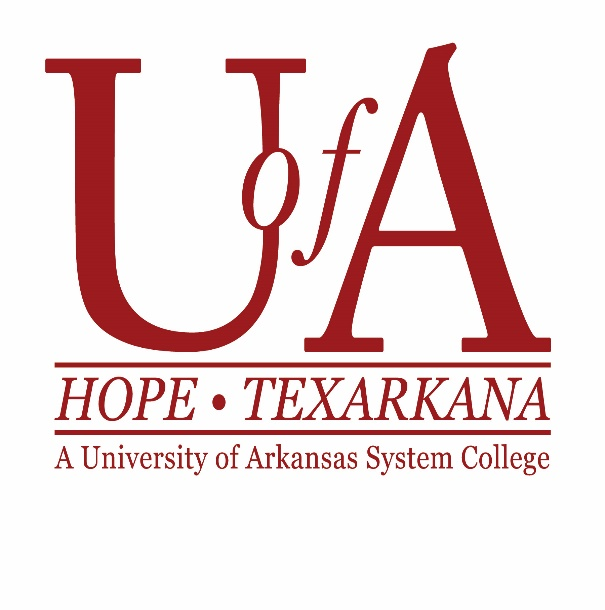 UofA
HOPE • TEXARKANA
A University of Arkansas System College